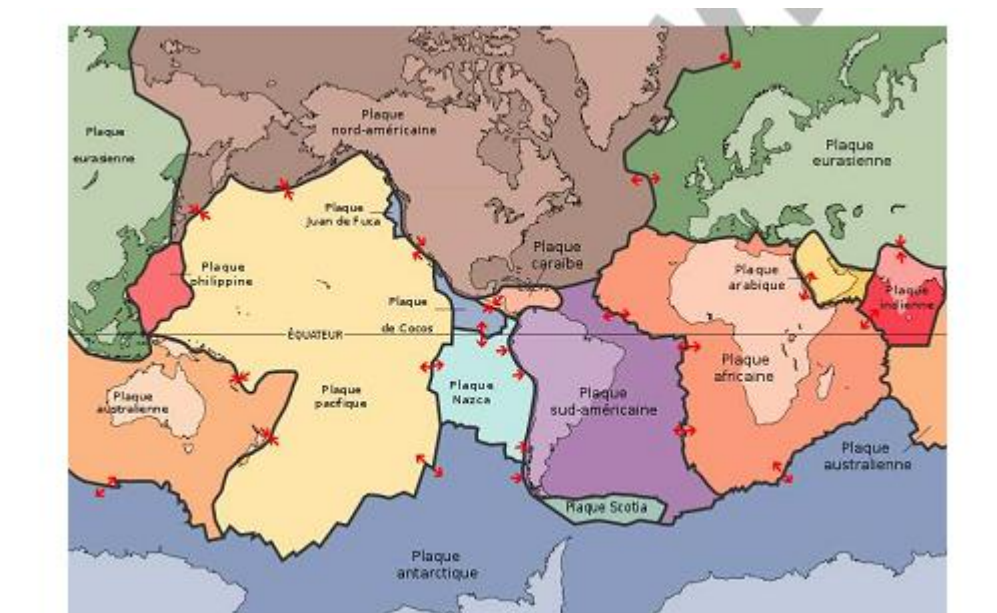 Plaque
nord-américaine
Plaque
eurasienne
Plaque
eurasienne
Plaque
Juan de Fuca
Plaque
caraïbe
Plaque
philippine
Plaque
arabique
Plaque
indienne
Plaque
de Cocos
ÉQUATEUR
Plaque
africaine
Plaque
pacfique
Plaque
Nazca
Plaque
sud-américaine
Plaque
australienne
Plaque
australienne
Plaque Scotia
Plaque
antarctique